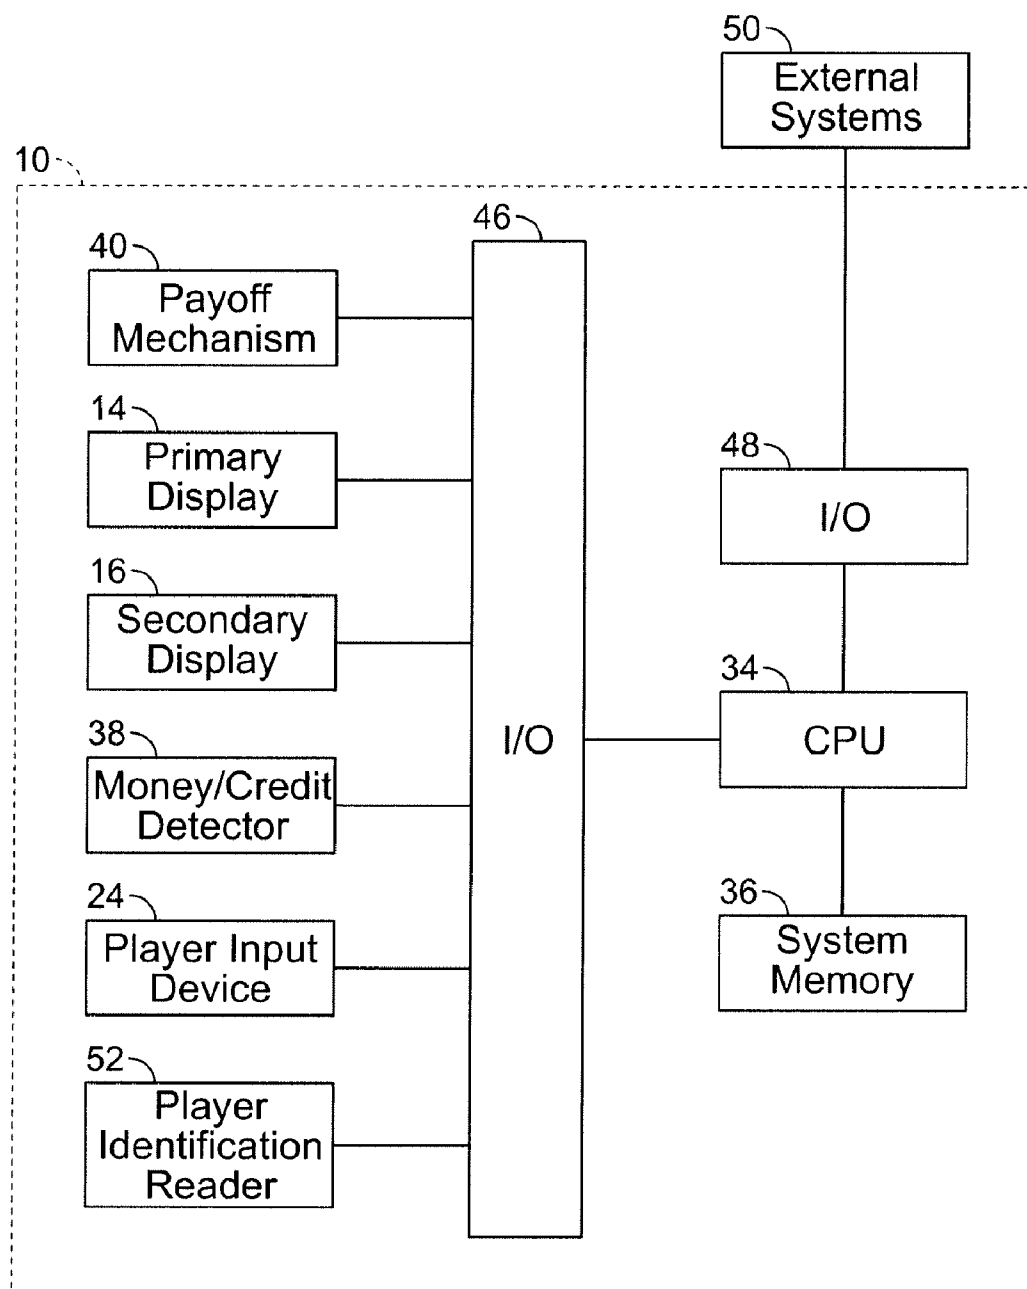 50
External
Systems
10
46
40
Payoff
Mechanism
14
Primary
Display
48
I/O
16
Secondary
Display
34
CPU
38
Money/Credit
Detector
I/O
24
Player Input
Device
36
System
Memory
52
Player
Identification
Reader